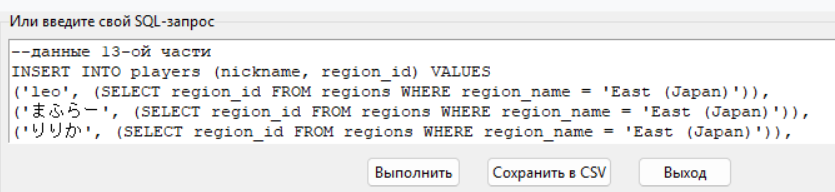 Или введите свой SQL-запрос
--данные 13-ой части
INSERT INTO players (nickname, region_id) VALUES
('leo', (SELECT region_id FROM regions WHERE region_name = 'East (Japan)')),
('まふらー', (SELECT region_id FROM regions WHERE region_name = 'East (Japan)')),
('りりか', (SELECT region_id FROM regions WHERE region_name = 'East (Japan)')),
Выполнить Сохранить в CSV Выход